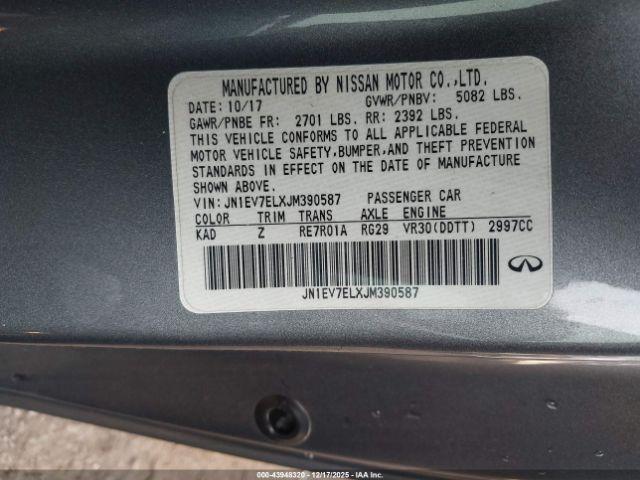 MANUFACTURED BY NISSAN MOTOR CO.,LTD.
DATE: 10/17 GVWR/PNBV: 5082 LBS.
GAWR/PNBE FR: 2701 LBS. RR: 2392 LBS.
THIS VEHICLE CONFORMS TO ALL APPLICABLE FEDERAL
MOTOR VEHICLE SAFETY, BUMPER, AND THEFT PREVENTION
STANDARDS IN EFFECT ON THE DATE OF MANUFACTURE
SHOWN ABOVE.
VIN: JN1EV7ELXJM390587 PASSENGER CAR
COLOR TRIM TRANS AXLE ENGINE
KAD Z RE7R01A RG29 VR30(DDTT) 2997CC
JN1EV7ELXJM390587
000-43948320 - 12/17/2025 - IAAI.COM